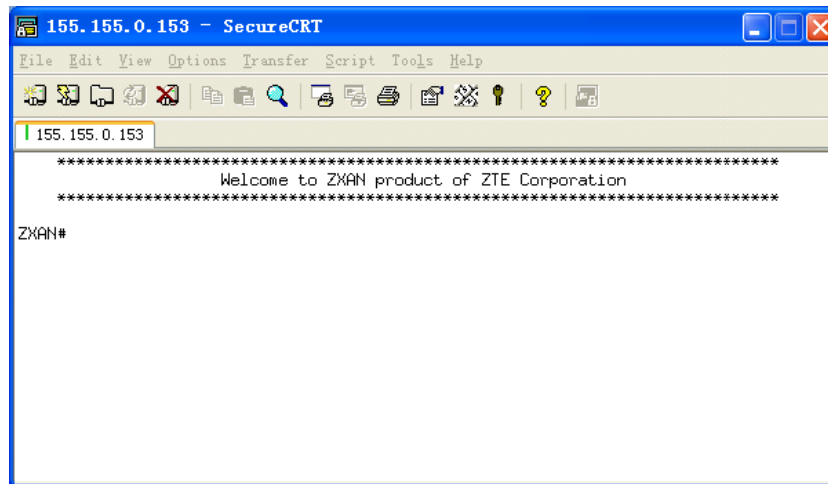 155.155.0.153 - SecureCRT
File Edit View Options Transfer Script Tools Help
155.155.0.153
**************************************************************************
Welcome to ZXAN product of ZTE Corporation
**************************************************************************
ZXAN#